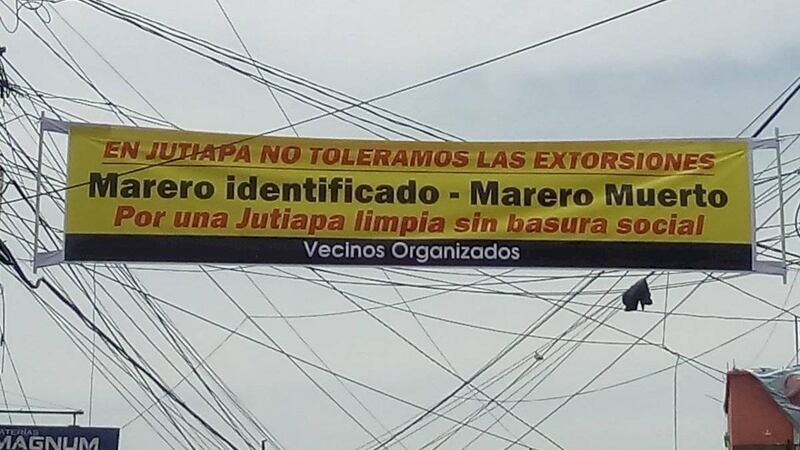 EN JUTIAPA NO TOLERAMOS LAS EXTORSIONES
Marero identificado - Marero Muerto
Por una Jutiapa limpia sin basura social
Vecinos Organizados
BATERÍAS
MAGNUM